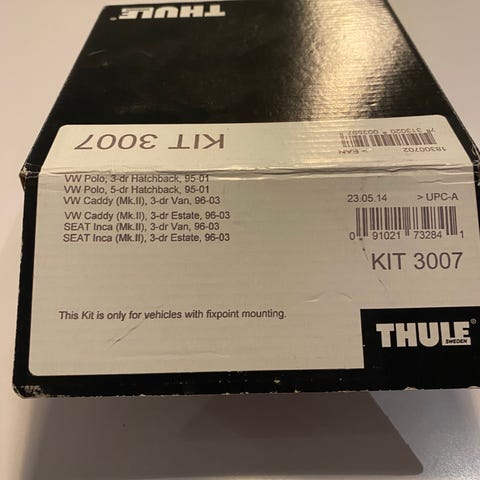 THULE
KIT 3007
18300702
> EAN
VW Polo, 3-dr Hatchback, 95-01
VW Polo, 5-dr Hatchback, 95-01
VW Caddy (Mk.II), 3-dr Van, 96-03
VW Caddy (Mk.II), 3-dr Estate, 96-03
SEAT Inca (Mk.II), 3-dr Van, 96-03
SEAT Inca (Mk.II), 3-dr Estate, 96-03
23.05.14 > UPC-A
0 91021 73284 1
KIT 3007
This Kit is only for vehicles with fixpoint mounting.
THULE
SWEDEN